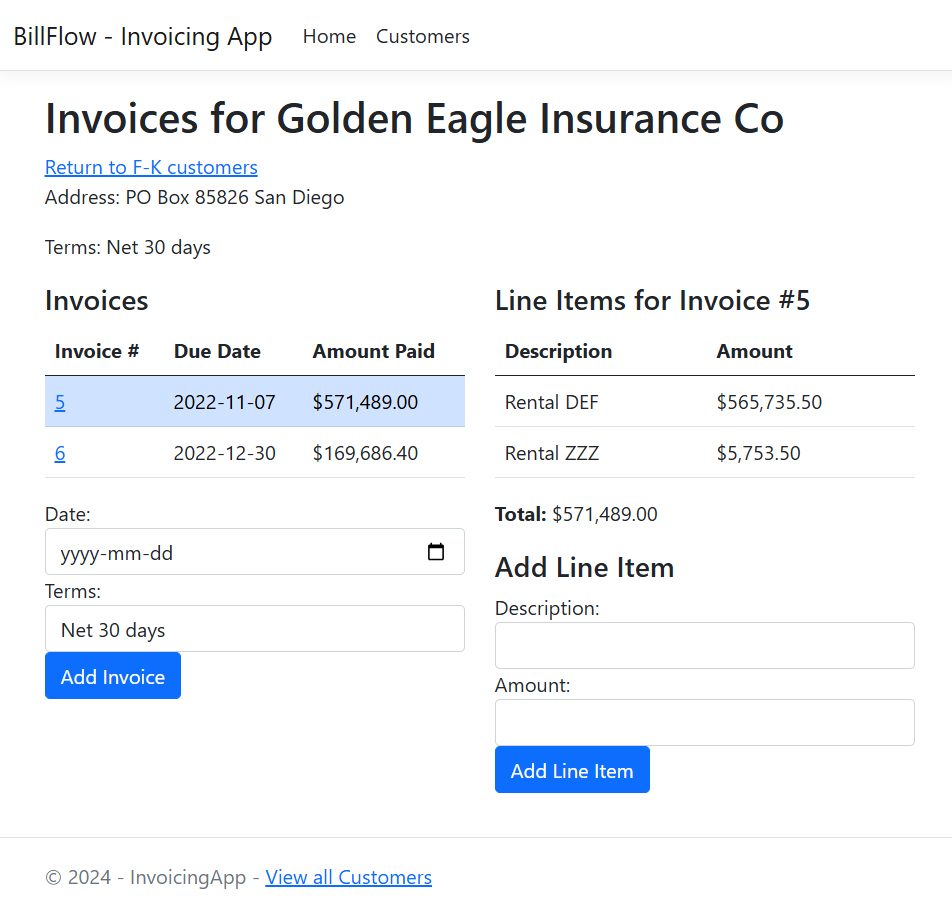 BillFlow - Invoicing App Home Customers
Invoices for Golden Eagle Insurance Co
Return to F-K customers
Address: PO Box 85826 San Diego
Terms: Net 30 days
Invoices
Invoice # Due Date Amount Paid
5 2022-11-07 $571,489.00
6 2022-12-30 $169,686.40
Date:
yyyy-mm-dd
Terms:
Net 30 days
Add Invoice
Line Items for Invoice #5
Description Amount
Rental DEF $565,735.50
Rental ZZZ $5,753.50
Total: $571,489.00
Add Line Item
Description:
Amount:
Add Line Item
© 2024 - InvoicingApp - View all Customers